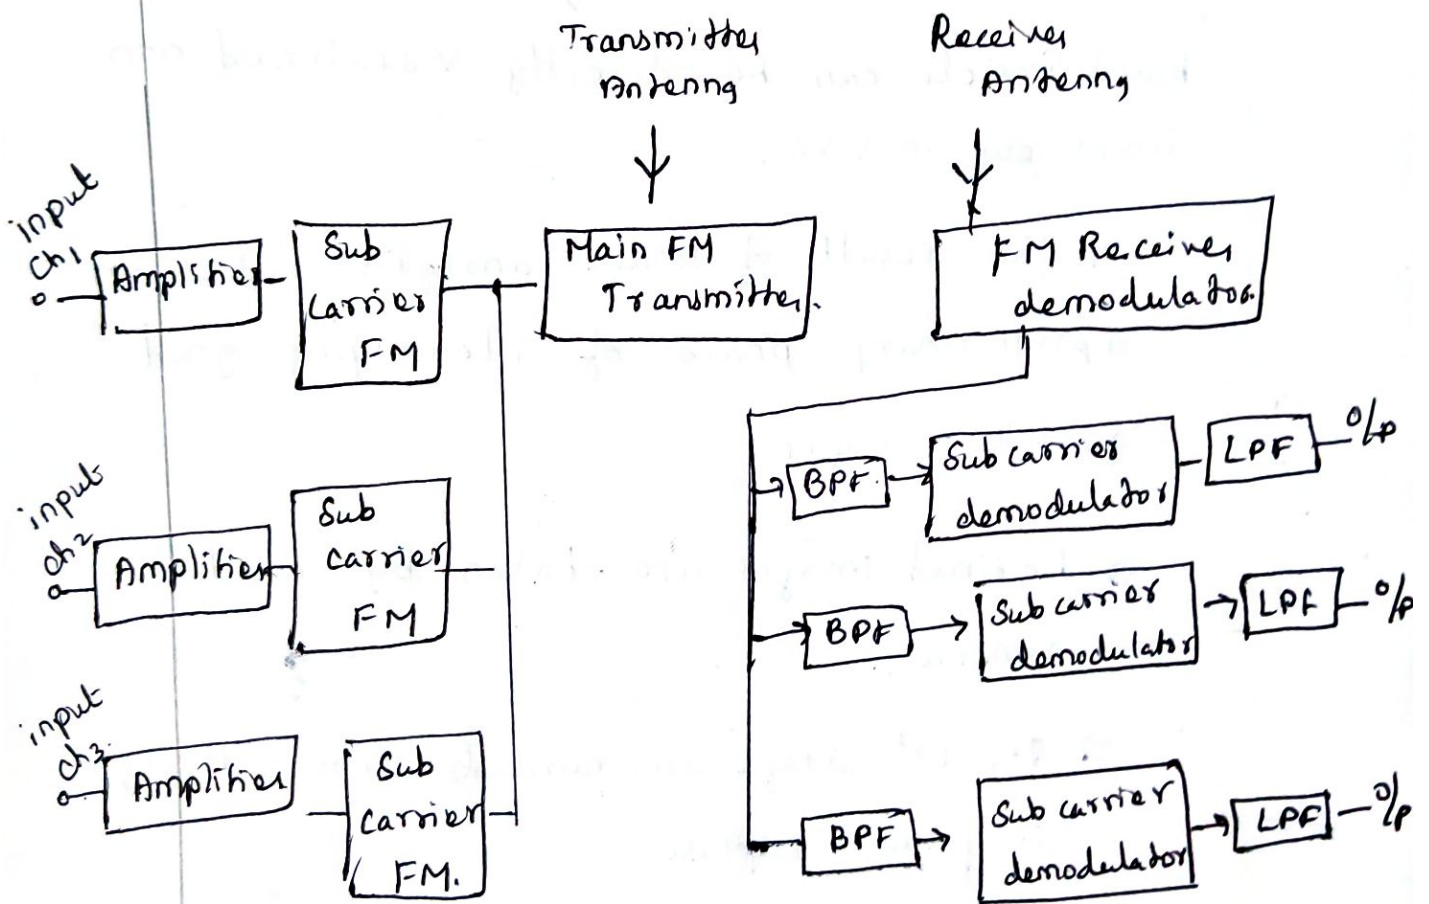 Transmitter
Antenna
Receiver
Antenna
input
ch1
Amplifier
Sub
carrier
FM
Main FM
Transmitter.
FM Receiver
demodulator.
input
ch2
Amplifier
Sub
carrier
FM
BPF
Sub carrier
demodulator
LPF
O/P
BPF
Sub carrier
demodulator
LPF
O/P
input
ch3
Amplifier
Sub
carrier
FM.
BPF
Sub carrier
demodulator
LPF
O/P